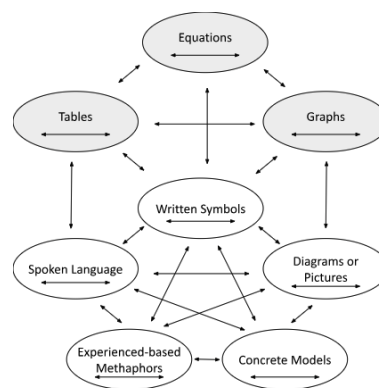 Equations
Tables
Graphs
Written Symbols
Spoken Language
Diagrams or
Pictures
Experienced-based
Methaphors
Concrete Models